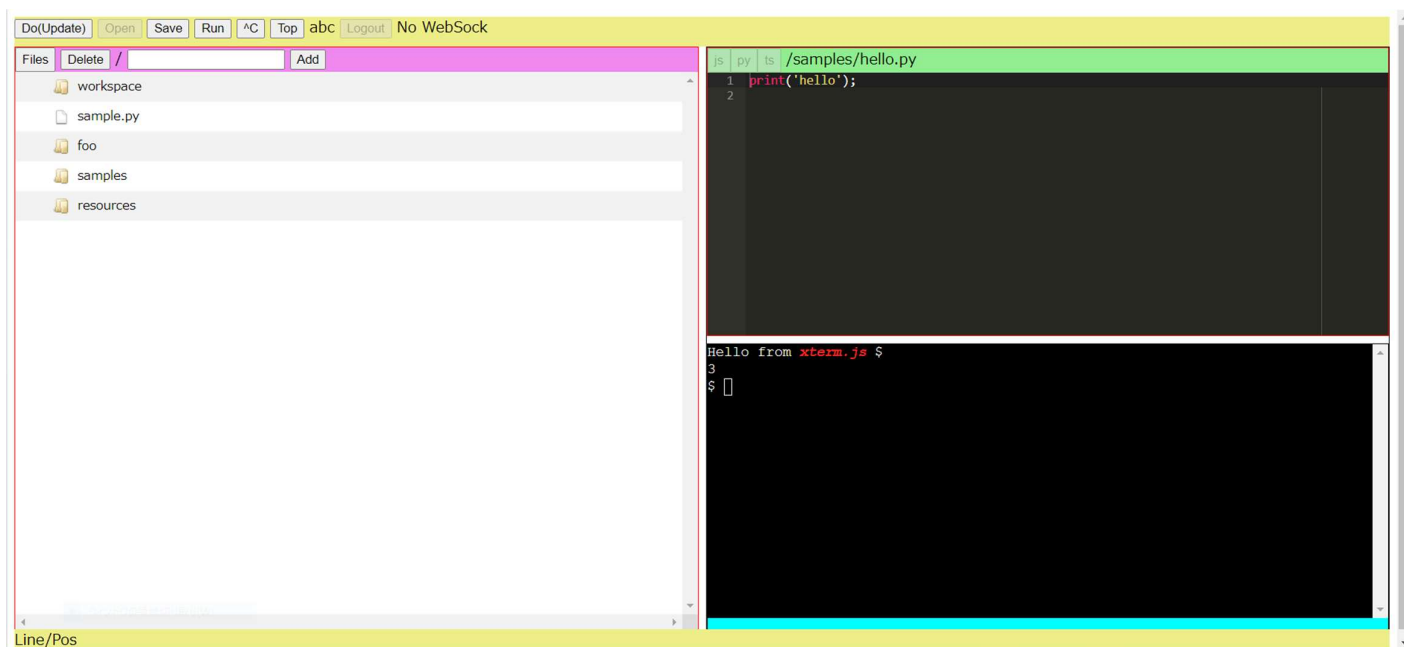 Do(Update) Open Save Run ^C Top abc Logout No WebSock
Files Delete / Add
workspace
sample.py
foo
samples
resources
js py ts /samples/hello.py
1 print('hello');
2
Hello from xterm.js $
3
$
Line/Pos